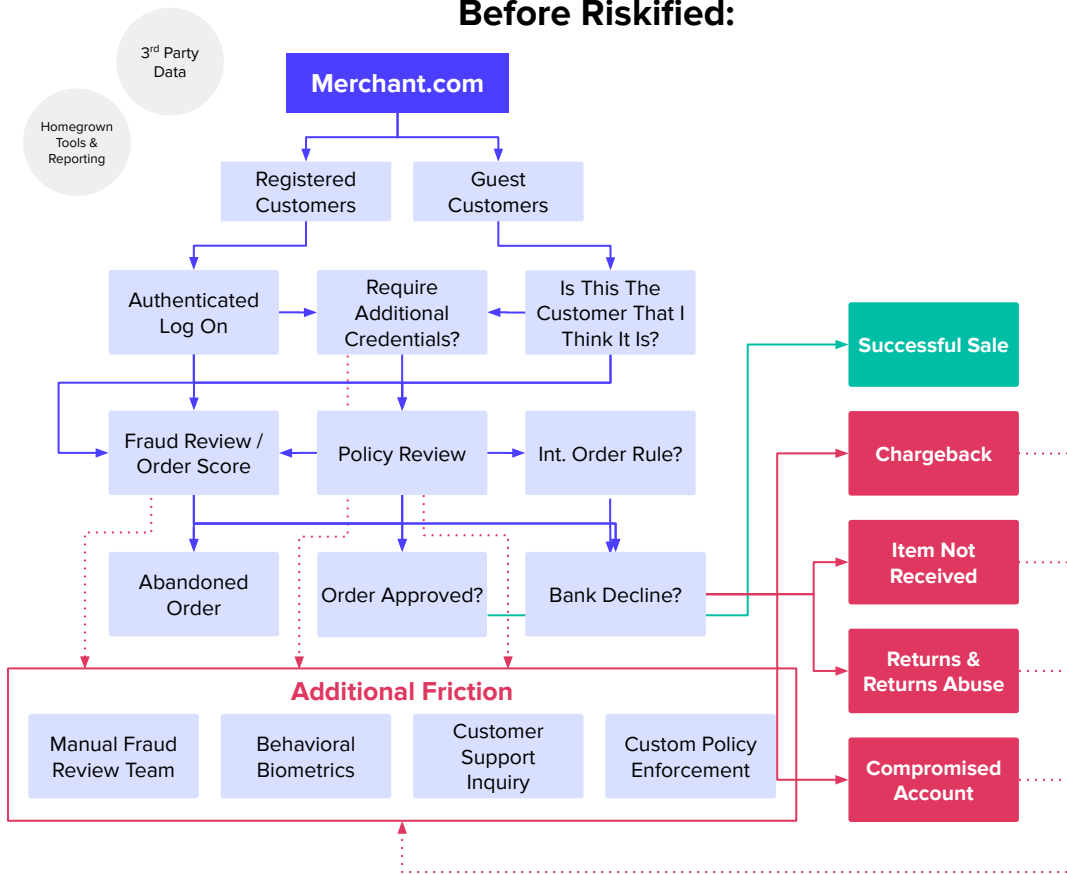 Before Riskified:
3rd Party
Data
Homegrown
Tools &
Reporting
Merchant.com
Registered
Customers
Guest
Customers
Authenticated
Log On
Require
Additional
Credentials?
Is This The
Customer That I
Think It Is?
Successful Sale
Fraud Review /
Order Score
Policy Review
Int. Order Rule?
Chargeback
Abandoned
Order
Order Approved?
Bank Decline?
Item Not
Received
Returns &
Returns Abuse
Additional Friction
Manual Fraud
Review Team
Behavioral
Biometrics
Customer
Support
Inquiry
Custom Policy
Enforcement
Compromised
Account